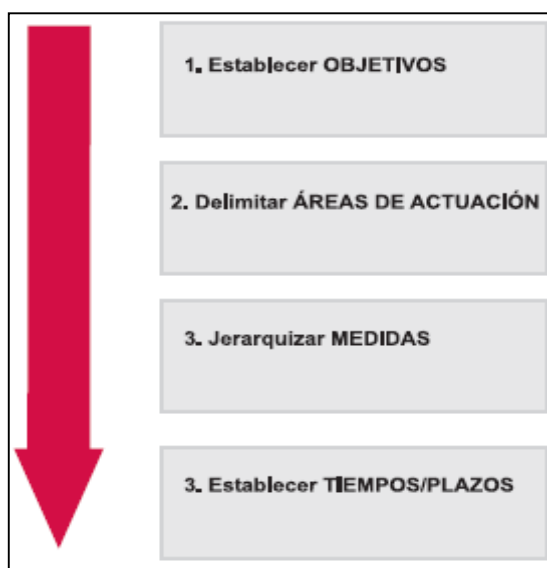 1. Establecer OBJETIVOS
2. Delimitar ÁREAS DE ACTUACIÓN
3. Jerarquizar MEDIDAS
3. Establecer TIEMPOS/PLAZOS